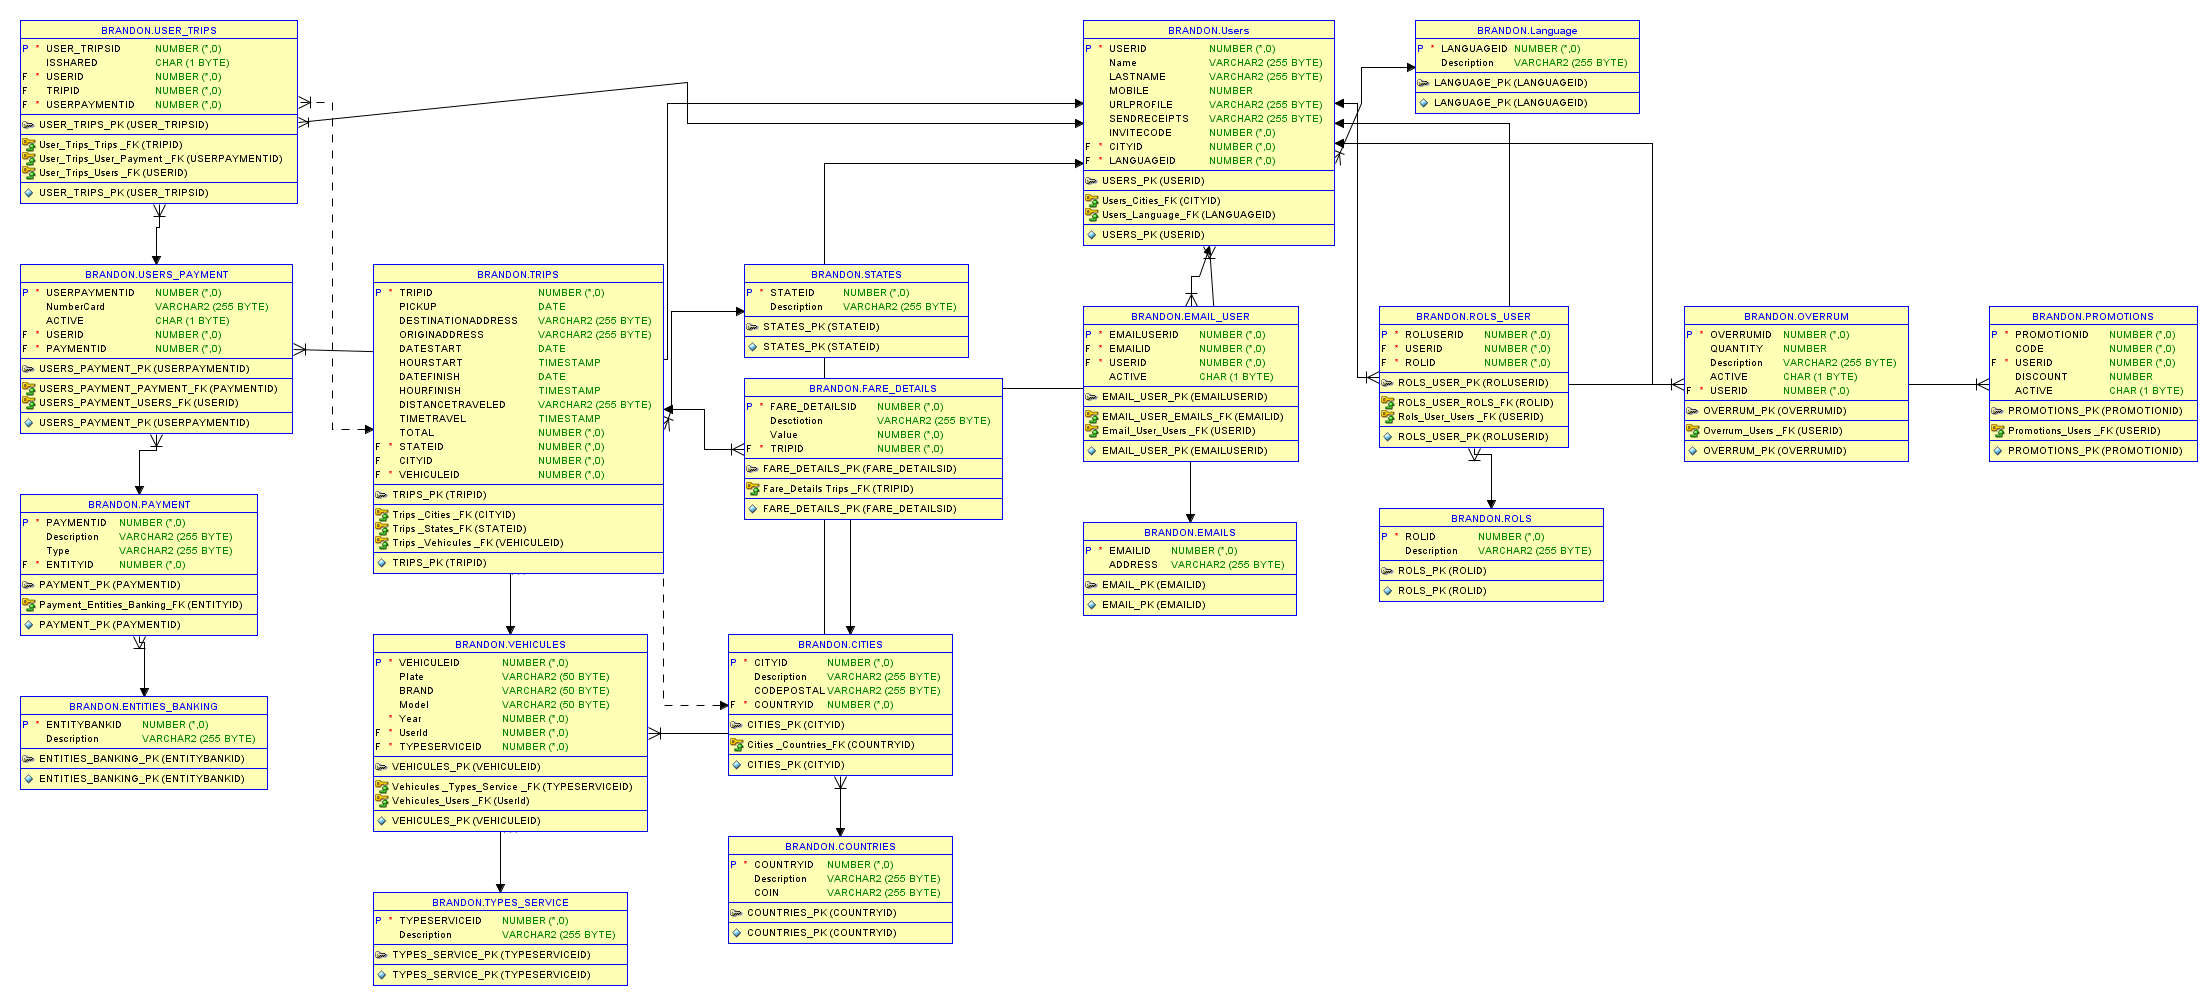 BRANDON.USER_TRIPS
P * USER_TRIPSID NUMBER (*,0)
ISSHARED CHAR (1 BYTE)
F * USERID NUMBER (*,0)
F TRIPID NUMBER (*,0)
F * USERPAYMENTID NUMBER (*,0)
USER_TRIPS_PK (USER_TRIPSID)
User_Trips_Trips _FK (TRIPID)
User_Trips_User_Payment _FK (USERPAYMENTID)
User_Trips_Users _FK (USERID)
USER_TRIPS_PK (USER_TRIPSID)
BRANDON.Users
P * USERID NUMBER (*,0)
Name VARCHAR2 (255 BYTE)
LASTNAME VARCHAR2 (255 BYTE)
MOBILE NUMBER
URLPROFILE VARCHAR2 (255 BYTE)
SENDRECEIPTS VARCHAR2 (255 BYTE)
INVITECODE NUMBER (*,0)
F * CITYID NUMBER (*,0)
F * LANGUAGEID NUMBER (*,0)
USERS_PK (USERID)
Users_Cities_FK (CITYID)
Users_Language_FK (LANGUAGEID)
USERS_PK (USERID)
BRANDON.Language
P * LANGUAGEID NUMBER (*,0)
Description VARCHAR2 (255 BYTE)
LANGUAGE_PK (LANGUAGEID)
LANGUAGE_PK (LANGUAGEID)
BRANDON.USERS_PAYMENT
P * USERPAYMENTID NUMBER (*,0)
NumberCard VARCHAR2 (255 BYTE)
ACTIVE CHAR (1 BYTE)
F * USERID NUMBER (*,0)
F * PAYMENTID NUMBER (*,0)
USERS_PAYMENT_PK (USERPAYMENTID)
USERS_PAYMENT_PAYMENT_FK (PAYMENTID)
USERS_PAYMENT_USERS_FK (USERID)
USERS_PAYMENT_PK (USERPAYMENTID)
BRANDON.TRIPS
P * TRIPID NUMBER (*,0)
PICKUP DATE
DESTINATIONADDRESS VARCHAR2 (255 BYTE)
ORIGINADDRESS VARCHAR2 (255 BYTE)
DATESTART DATE
HOURSTART TIMESTAMP
DATEFINISH DATE
HOURFINISH TIMESTAMP
DISTANCETRAVELED VARCHAR2 (255 BYTE)
TIMETRAVEL TIMESTAMP
TOTAL NUMBER (*,0)
F * STATEID NUMBER (*,0)
F CITYID NUMBER (*,0)
F * VEHICULEID NUMBER (*,0)
TRIPS_PK (TRIPID)
Trips _Cities _FK (CITYID)
Trips _States_FK (STATEID)
Trips _Vehicules _FK (VEHICULEID)
TRIPS_PK (TRIPID)
BRANDON.STATES
P * STATEID NUMBER (*,0)
Description VARCHAR2 (255 BYTE)
STATES_PK (STATEID)
STATES_PK (STATEID)
BRANDON.FARE_DETAILS
P * FARE_DETAILSID NUMBER (*,0)
Desctiotion VARCHAR2 (255 BYTE)
Value NUMBER (*,0)
F * TRIPID NUMBER (*,0)
FARE_DETAILS_PK (FARE_DETAILSID)
Fare_Details Trips _FK (TRIPID)
FARE_DETAILS_PK (FARE_DETAILSID)
BRANDON.EMAIL_USER
P * EMAILUSERID NUMBER (*,0)
F * EMAILID NUMBER (*,0)
F * USERID NUMBER (*,0)
ACTIVE CHAR (1 BYTE)
EMAIL_USER_PK (EMAILUSERID)
EMAIL_USER_EMAILS_FK (EMAILID)
Email_User_Users _FK (USERID)
EMAIL_USER_PK (EMAILUSERID)
BRANDON.ROLS_USER
P * ROLUSERID NUMBER (*,0)
F * USERID NUMBER (*,0)
F * ROLID NUMBER (*,0)
ROLS_USER_PK (ROLUSERID)
ROLS_USER_ROLS_FK (ROLID)
Rols_User_Users _FK (USERID)
ROLS_USER_PK (ROLUSERID)
BRANDON.OVERRUM
P * OVERRUMID NUMBER (*,0)
QUANTITY NUMBER
Description VARCHAR2 (255 BYTE)
ACTIVE CHAR (1 BYTE)
F * USERID NUMBER (*,0)
OVERRUM_PK (OVERRUMID)
Overrum_Users _FK (USERID)
OVERRUM_PK (OVERRUMID)
BRANDON.PROMOTIONS
P * PROMOTIONID NUMBER (*,0)
CODE NUMBER (*,0)
F * USERID NUMBER (*,0)
DISCOUNT NUMBER
ACTIVE CHAR (1 BYTE)
PROMOTIONS_PK (PROMOTIONID)
Promotions_Users _FK (USERID)
PROMOTIONS_PK (PROMOTIONID)
BRANDON.PAYMENT
P * PAYMENTID NUMBER (*,0)
Description VARCHAR2 (255 BYTE)
Type VARCHAR2 (255 BYTE)
F * ENTITYID NUMBER (*,0)
PAYMENT_PK (PAYMENTID)
Payment_Entities_Banking_FK (ENTITYID)
PAYMENT_PK (PAYMENTID)
BRANDON.EMAILS
P * EMAILID NUMBER (*,0)
ADDRESS VARCHAR2 (255 BYTE)
EMAIL_PK (EMAILID)
EMAIL_PK (EMAILID)
BRANDON.ROLS
P * ROLID NUMBER (*,0)
Description VARCHAR2 (255 BYTE)
ROLS_PK (ROLID)
ROLS_PK (ROLID)
BRANDON.ENTITIES_BANKING
P * ENTITYBANKID NUMBER (*,0)
Description VARCHAR2 (255 BYTE)
ENTITIES_BANKING_PK (ENTITYBANKID)
ENTITIES_BANKING_PK (ENTITYBANKID)
BRANDON.VEHICULES
P * VEHICULEID NUMBER (*,0)
Plate VARCHAR2 (50 BYTE)
BRAND VARCHAR2 (50 BYTE)
Model VARCHAR2 (50 BYTE)
* Year NUMBER (*,0)
F * UserId NUMBER (*,0)
F * TYPESERVICEID NUMBER (*,0)
VEHICULES_PK (VEHICULEID)
Vehicules _Types_Service _FK (TYPESERVICEID)
Vehicules_Users _FK (UserId)
VEHICULES_PK (VEHICULEID)
BRANDON.CITIES
P * CITYID NUMBER (*,0)
Description VARCHAR2 (255 BYTE)
CODEPOSTAL VARCHAR2 (255 BYTE)
F * COUNTRYID NUMBER (*,0)
CITIES_PK (CITYID)
Cities _Countries_FK (COUNTRYID)
CITIES_PK (CITYID)
BRANDON.COUNTRIES
P * COUNTRYID NUMBER (*,0)
Description VARCHAR2 (255 BYTE)
COIN VARCHAR2 (255 BYTE)
COUNTRIES_PK (COUNTRYID)
COUNTRIES_PK (COUNTRYID)
BRANDON.TYPES_SERVICE
P * TYPESERVICEID NUMBER (*,0)
Description VARCHAR2 (255 BYTE)
TYPES_SERVICE_PK (TYPESERVICEID)
TYPES_SERVICE_PK (TYPESERVICEID)